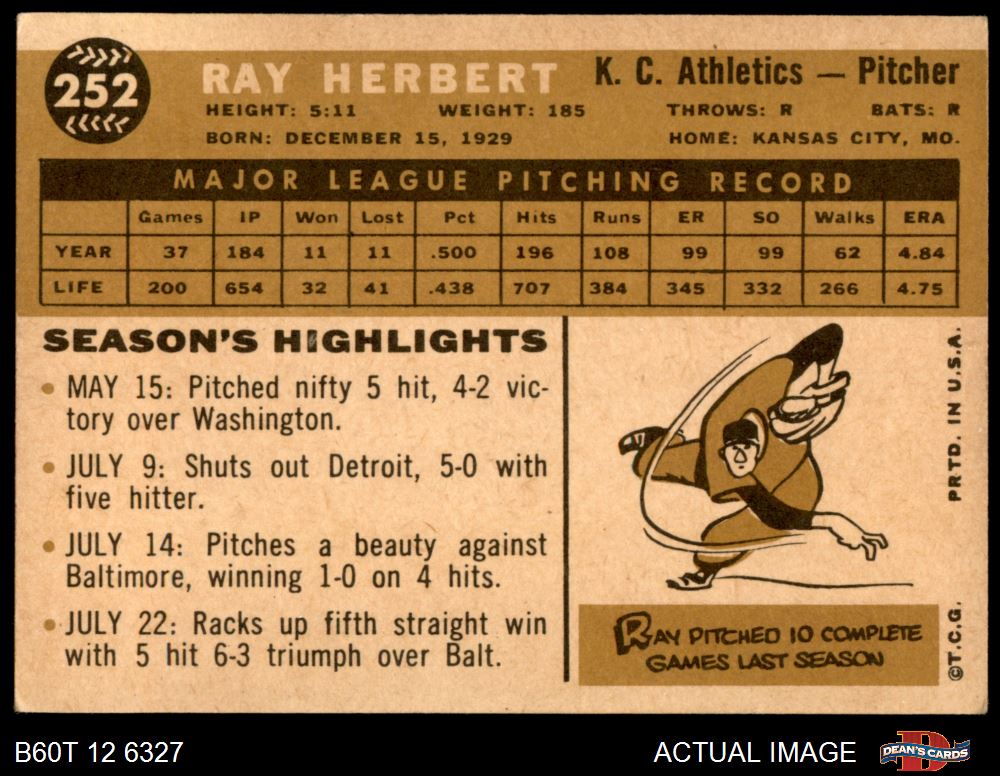 252
RAY HERBERT
K. C. Athletics — Pitcher
HEIGHT: 5:11 WEIGHT: 185 THROWS: R BATS: R
BORN: DECEMBER 15, 1929 HOME: KANSAS CITY, MO.
MAJOR LEAGUE PITCHING RECORD
Games IP Won Lost Pct Hits Runs ER SO Walks ERA
YEAR 37 184 11 11 .500 196 108 99 99 62 4.84
LIFE 200 654 32 41 .438 707 384 345 332 266 4.75
SEASON'S HIGHLIGHTS
• MAY 15: Pitched nifty 5 hit, 4-2 vic-
tory over Washington.
• JULY 9: Shuts out Detroit, 5-0 with
five hitter.
• JULY 14: Pitches a beauty against
Baltimore, winning 1-0 on 4 hits.
• JULY 22: Racks up fifth straight win
with 5 hit 6-3 triumph over Balt.
RAY PITCHED 10 COMPLETE
GAMES LAST SEASON
©T.C.G. PRTD. IN U.S.A.
B60T 12 6327
ACTUAL IMAGE
DEAN'S CARDS